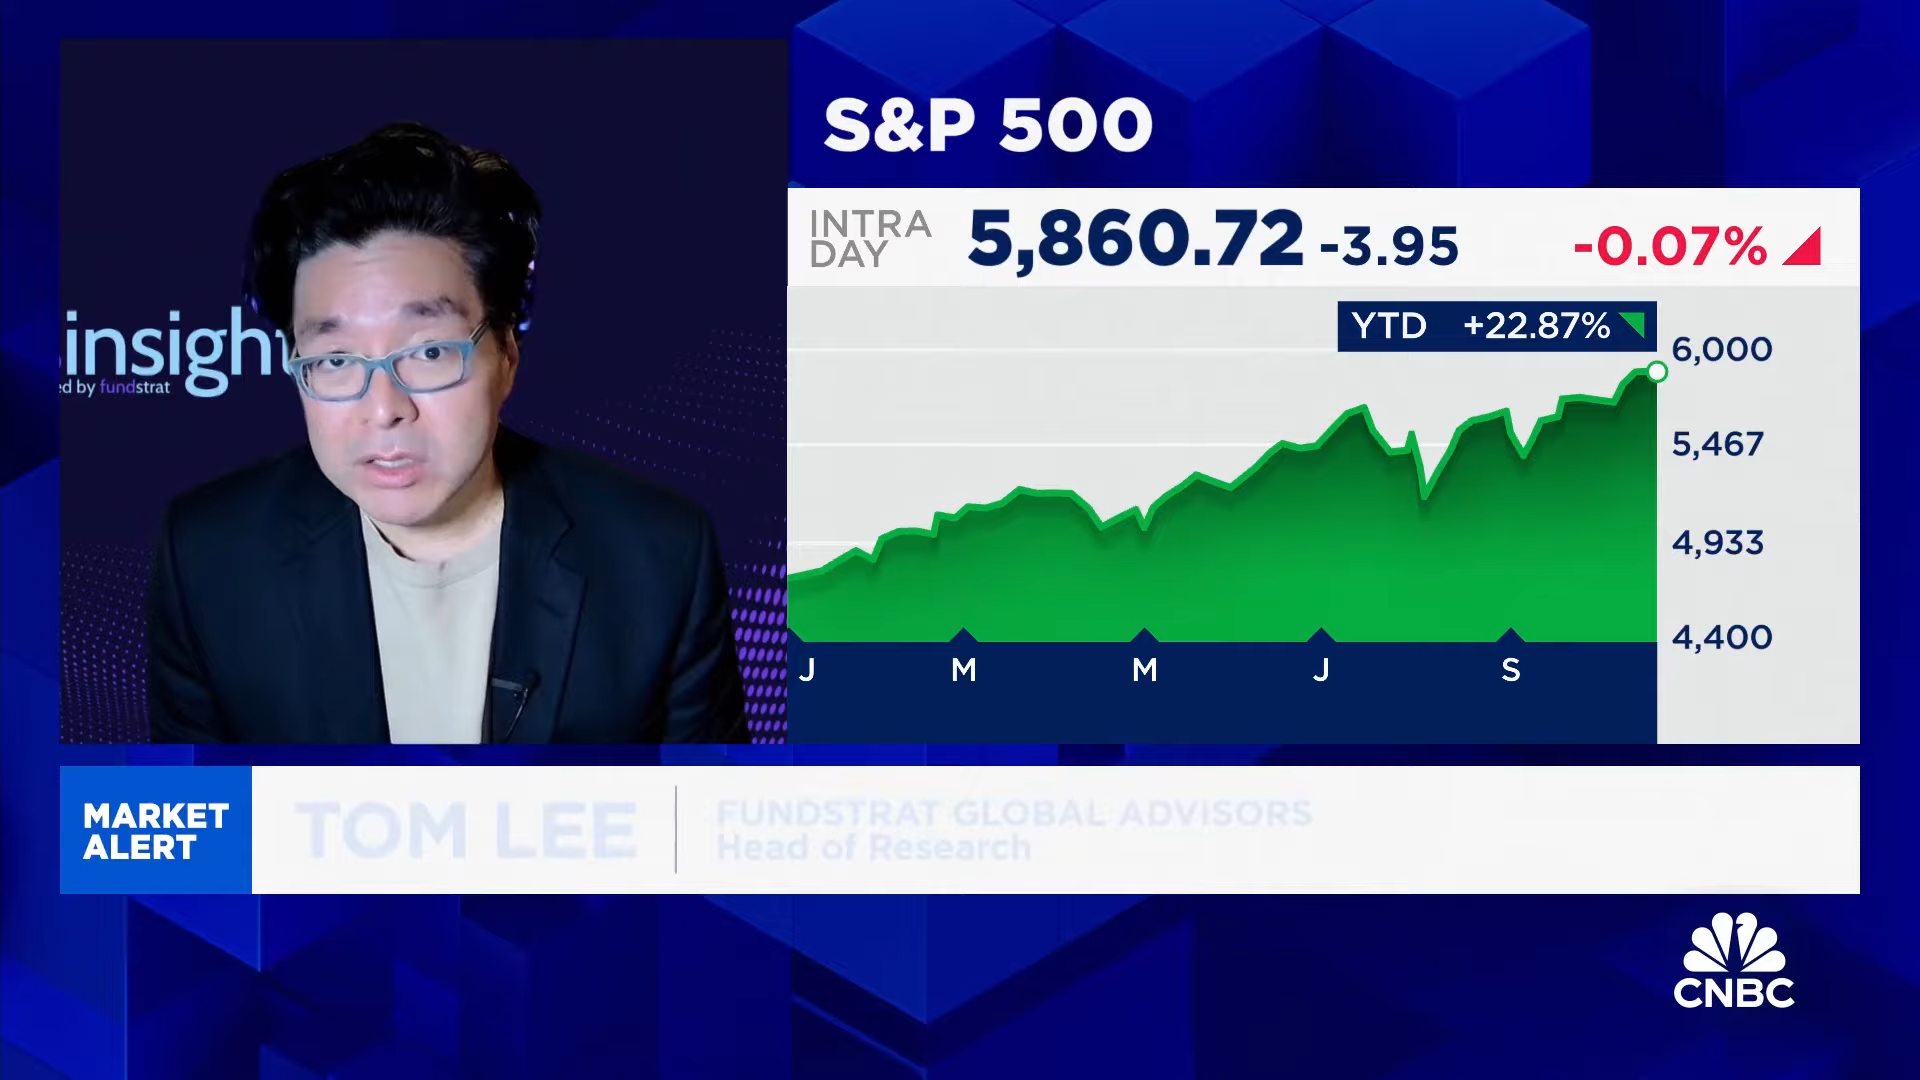 S&P 500
INTRA
DAY
5,860.72 -3.95 -0.07%
YTD +22.87%
6,000
5,467
4,933
4,400
J M M J S
insight
ed by fundstrat
MARKET
ALERT
TOM LEE
FUNDSTRAT GLOBAL ADVISORS
Head of Research
CNBC